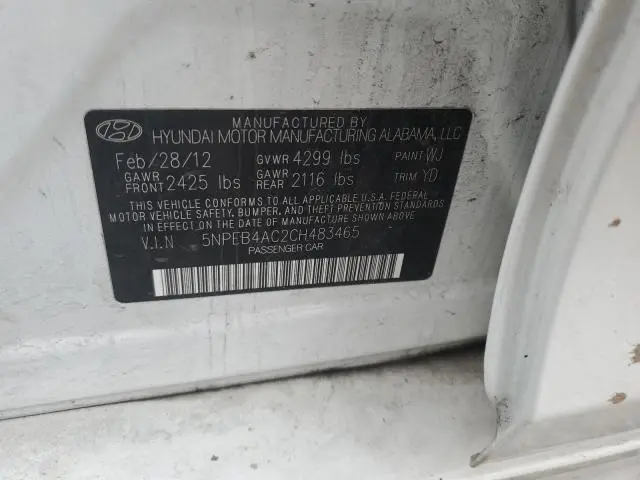 MANUFACTURED BY
HYUNDAI MOTOR MANUFACTURING ALABAMA, LLC
Feb/28/12 GVWR 4299 lbs PAINT WJ
GAWR FRONT 2425 lbs GAWR REAR 2116 lbs TRIM YD
THIS VEHICLE CONFORMS TO ALL APPLICABLE U.S.A. FEDERAL
MOTOR VEHICLE SAFETY, BUMPER, AND THEFT PREVENTION STANDARDS
IN EFFECT ON THE DATE OF MANUFACTURE SHOWN ABOVE.
V.I.N 5NPEB4AC2CH483465
PASSENGER CAR